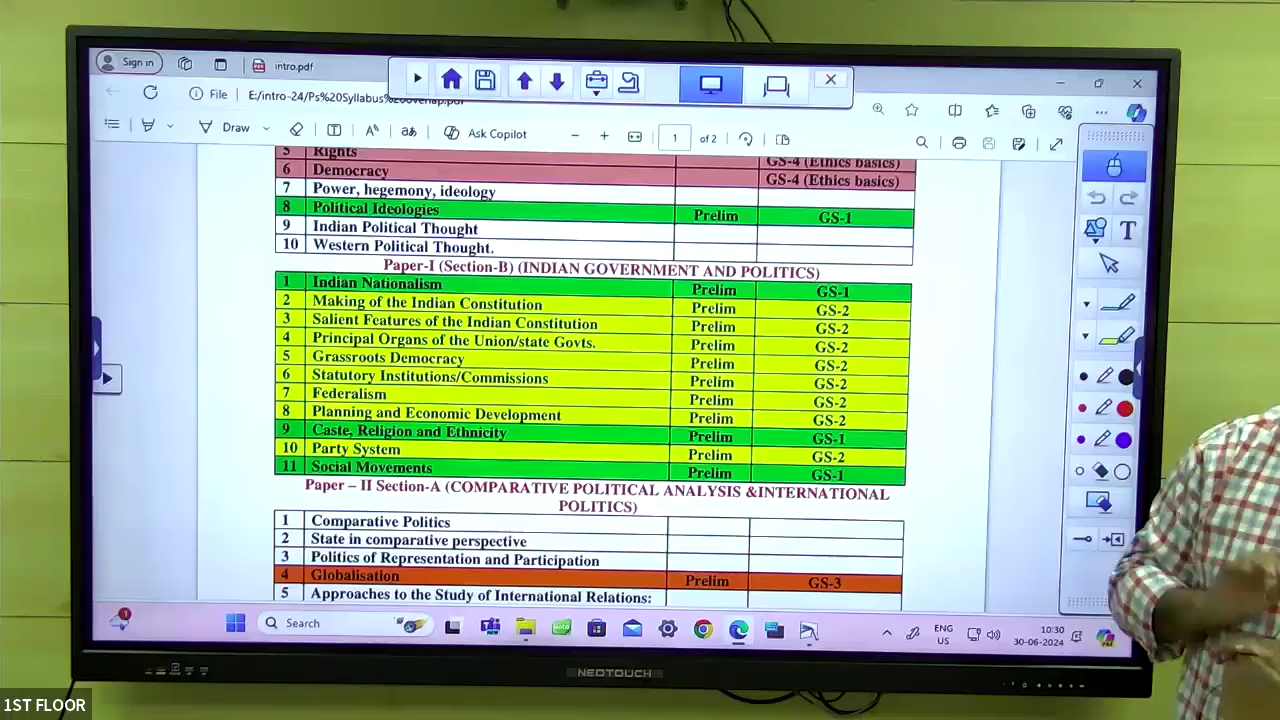 Sign in
intro.pdf
File E:/intro-24/Ps%20Syllabus%20overlap.pdf
Draw
Ask Copilot
1 of 2
5 Rights GS-4 (Ethics basics)
6 Democracy GS-4 (Ethics basics)
7 Power, hegemony, ideology
8 Political Ideologies Prelim GS-1
9 Indian Political Thought
10 Western Political Thought.
Paper-I (Section-B) (INDIAN GOVERNMENT AND POLITICS)
1 Indian Nationalism Prelim GS-1
2 Making of the Indian Constitution Prelim GS-2
3 Salient Features of the Indian Constitution Prelim GS-2
4 Principal Organs of the Union/state Govts. Prelim GS-2
5 Grassroots Democracy Prelim GS-2
6 Statutory Institutions/Commissions Prelim GS-2
7 Federalism Prelim GS-2
8 Planning and Economic Development Prelim GS-2
9 Caste, Religion and Ethnicity Prelim GS-1
10 Party System Prelim GS-2
11 Social Movements Prelim GS-1
Paper – II Section-A (COMPARATIVE POLITICAL ANALYSIS &INTERNATIONAL
POLITICS)
1 Comparative Politics
2 State in comparative perspective
3 Politics of Representation and Participation
4 Globalisation Prelim GS-3
5 Approaches to the Study of International Relations:
Search
ENG
US
10:30
30-06-2024
NEOTOUCH
1ST FLOOR